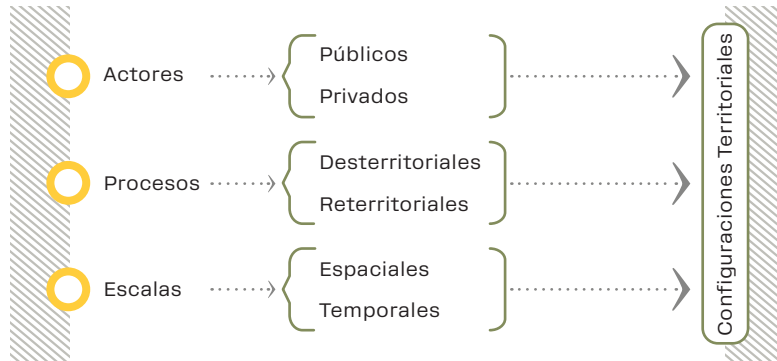 Actores
Públicos
Privados
Procesos
Desterritoriales
Reterritoriales
Escalas
Espaciales
Temporales
Configuraciones Territoriales